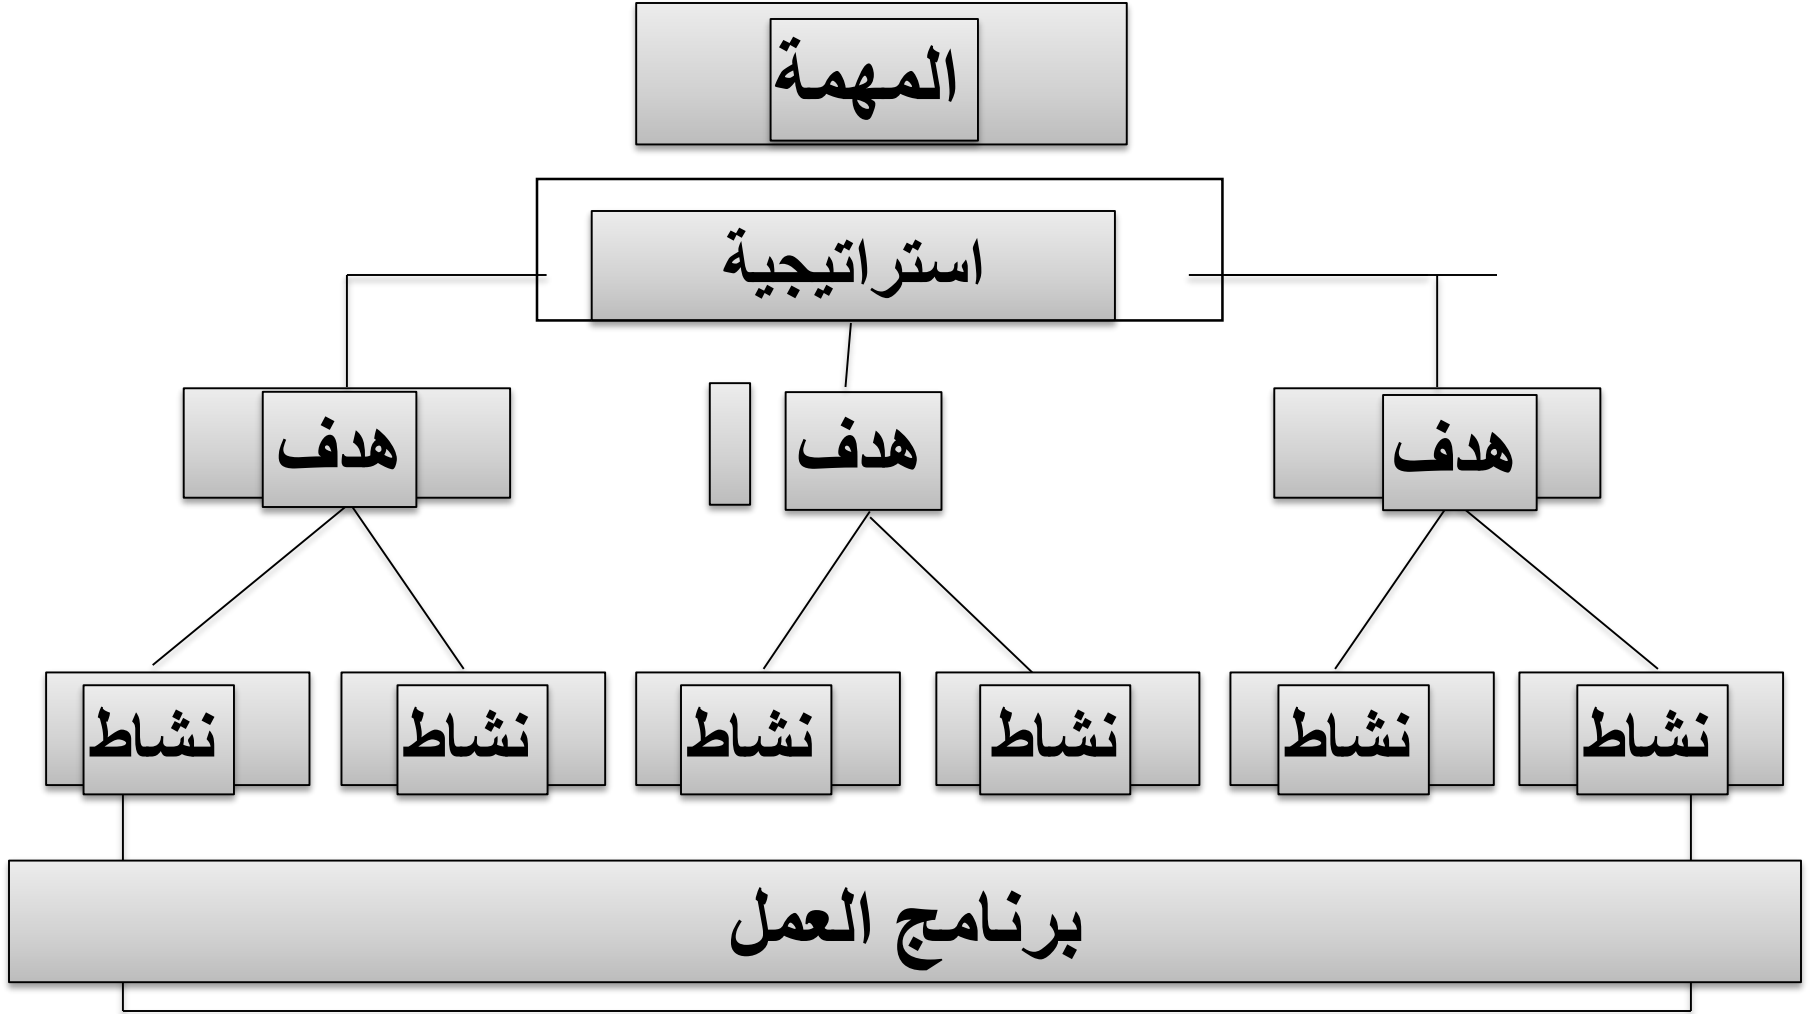 المهمة
استراتيجية
هدف
هدف
هدف
نشاط
نشاط
نشاط
نشاط
نشاط
نشاط
برنامج العمل